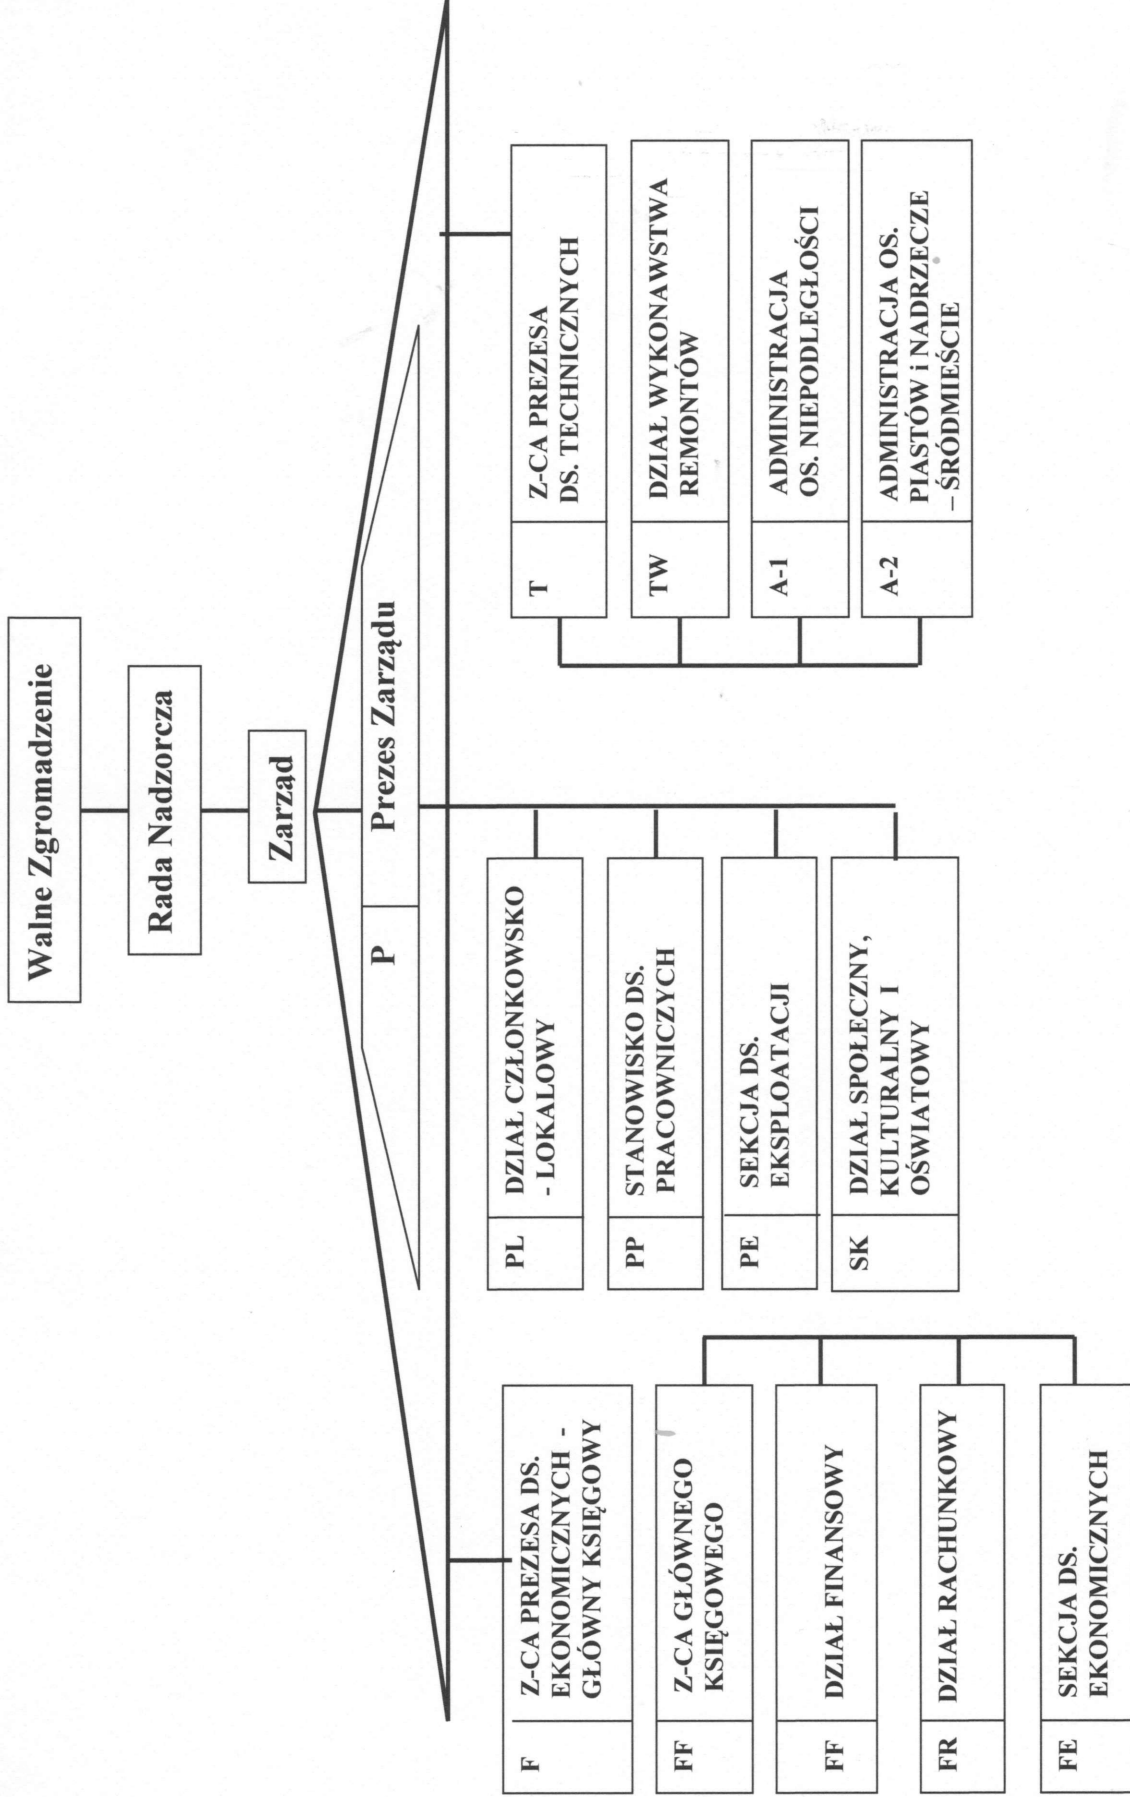 Walne Zgromadzenie
Rada Nadzorcza
Zarząd
P
Prezes Zarządu
F
Z-CA PREZESA DS.
EKONOMICZNYCH -
GŁÓWNY KSIĘGOWY
FF
Z-CA GŁÓWNEGO
KSIĘGOWEGO
FF
DZIAŁ FINANSOWY
FR
DZIAŁ RACHUNKOWY
FE
SEKCJA DS.
EKONOMICZNYCH
PL
DZIAŁ CZŁONKOWSKO
- LOKALOWY
PP
STANOWISKO DS.
PRACOWNICZYCH
PE
SEKCJA DS.
EKSPLOATACJI
SK
DZIAŁ SPOŁECZNY,
KULTURALNY I
OŚWIATOWY
T
Z-CA PREZESA
DS. TECHNICZNYCH
TW
DZIAŁ WYKONAWSTWA
REMONTÓW
A-1
ADMINISTRACJA
OS. NIEPODLEGŁOŚCI
A-2
ADMINISTRACJA OS.
PIASTÓW i NADRZECZE
– ŚRÓDMIEŚCIE